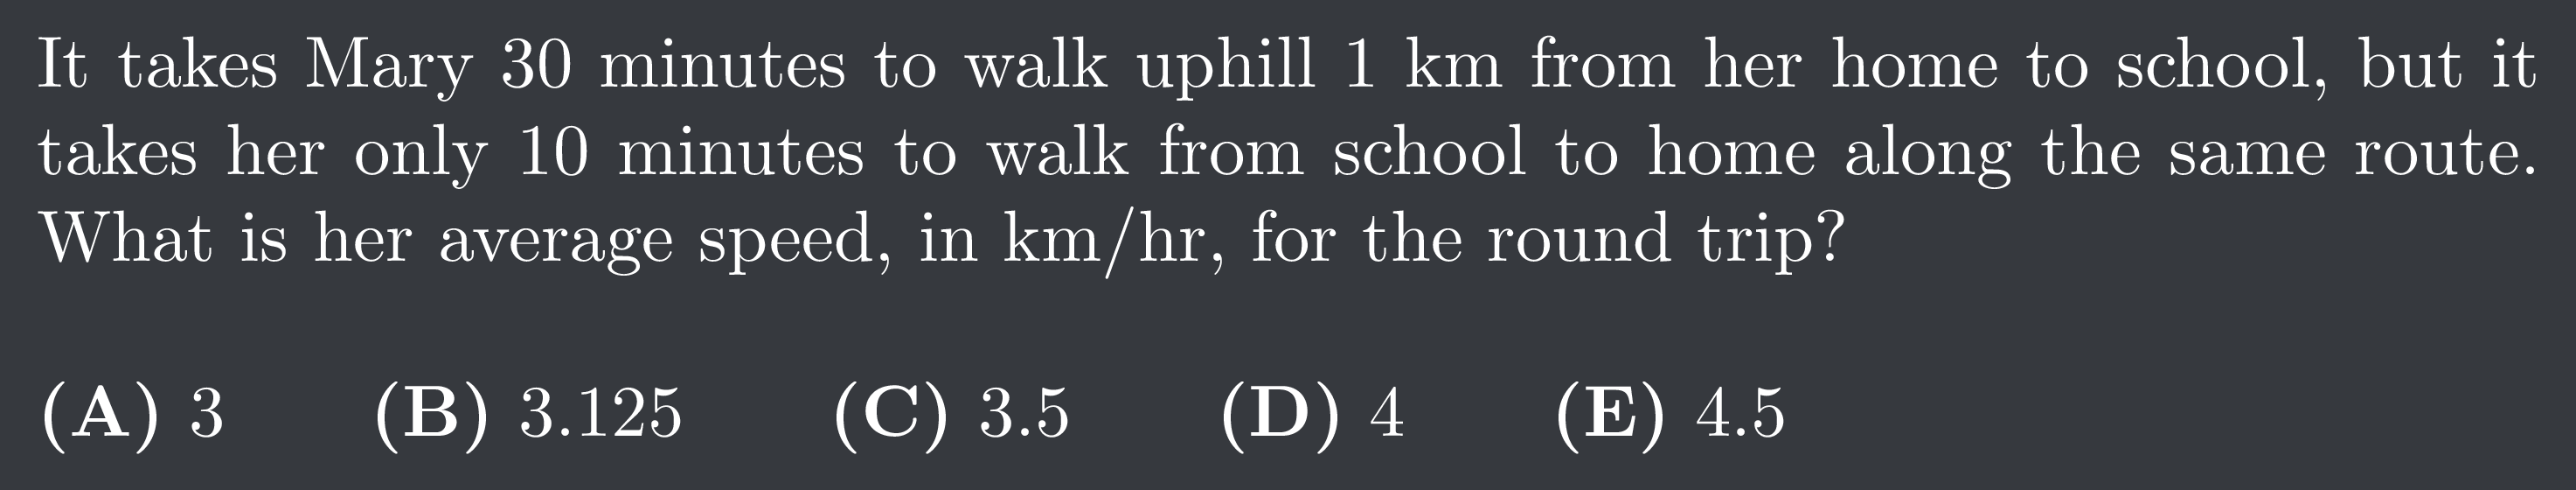 It takes Mary 30 minutes to walk uphill 1 km from her home to school, but it
takes her only 10 minutes to walk from school to home along the same route.
What is her average speed, in km/hr, for the round trip?
(A) 3 (B) 3.125 (C) 3.5 (D) 4 (E) 4.5